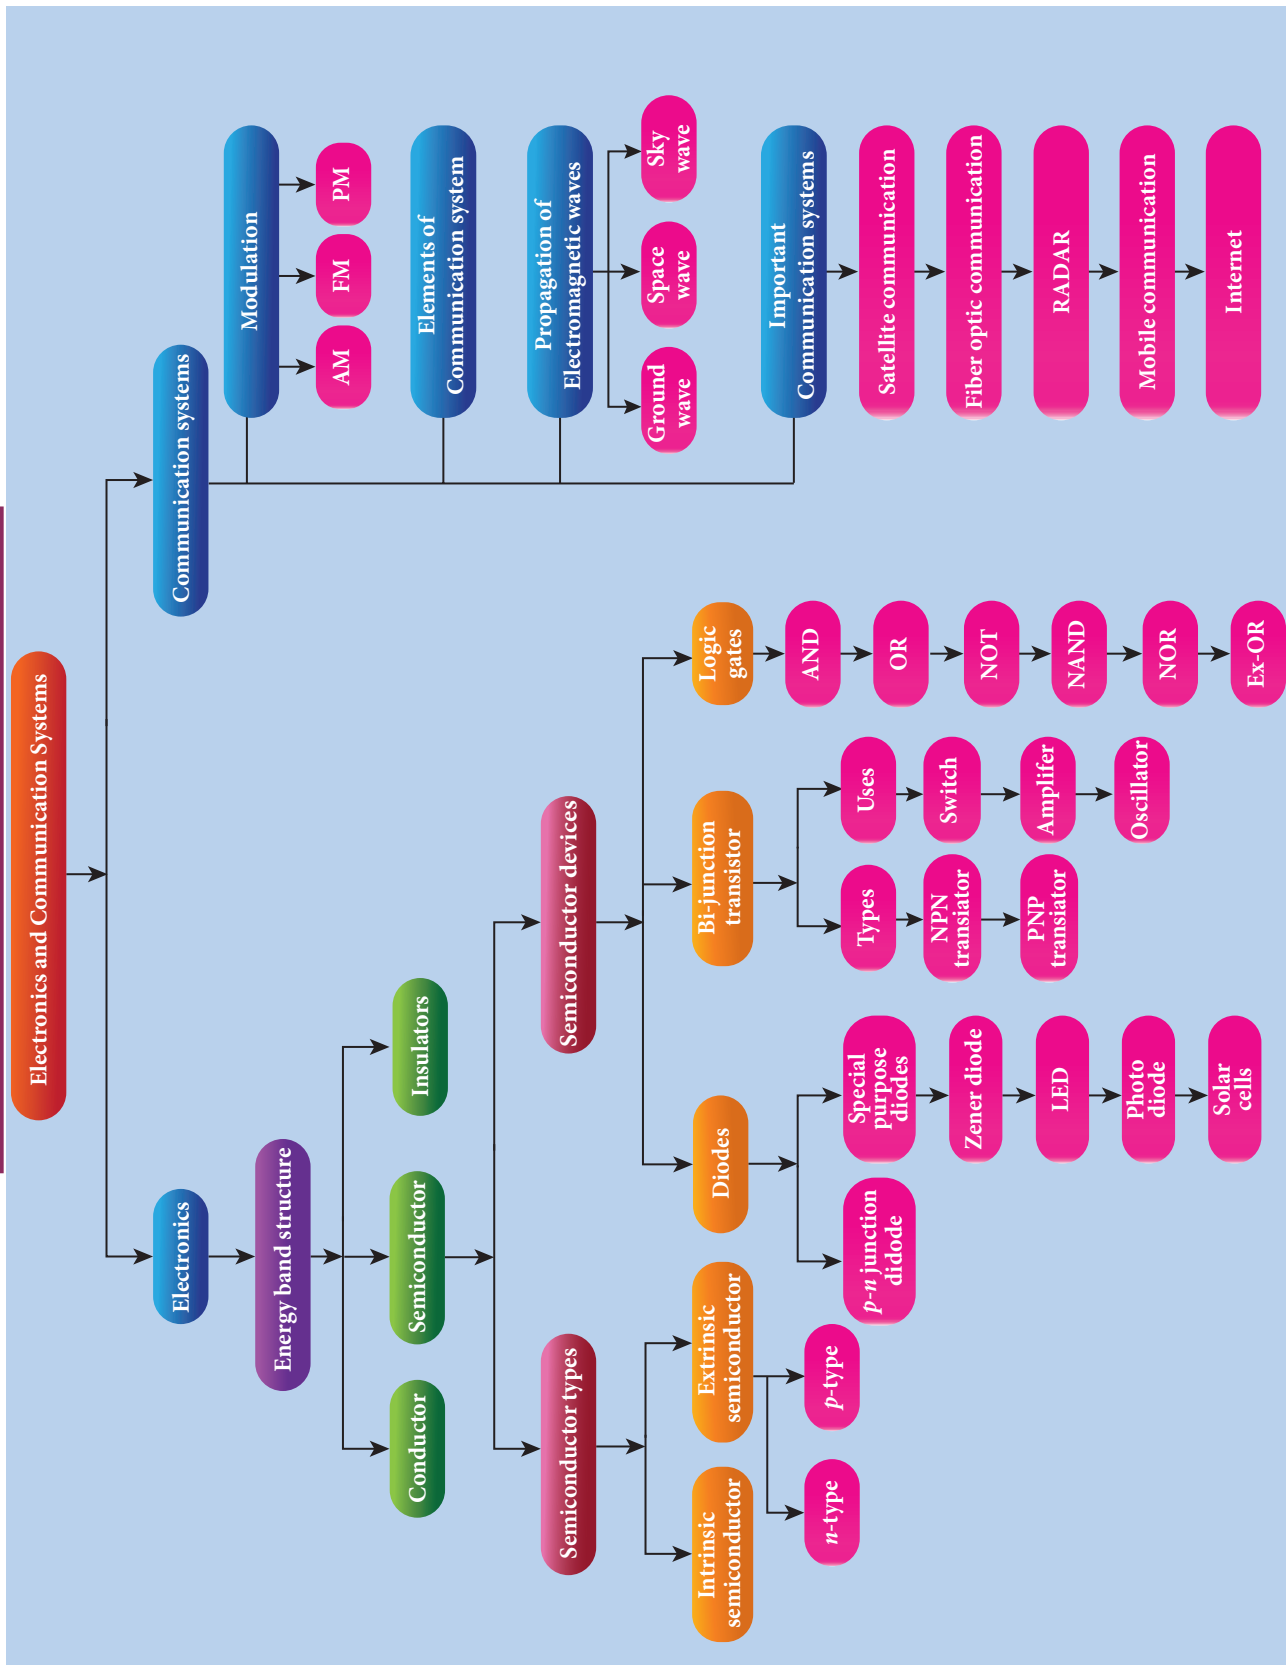 Electronics and Communication Systems
Electronics
Energy band structure
Conductor
Semiconductor
Insulators
Semiconductor types
Intrinsic
semiconductor
Extrinsic
semiconductor
n-type
p-type
Semiconductor devices
Diodes
p-n junction
didode
Special
purpose
diodes
Zener diode
LED
Photo
diode
Solar
cells
Bi-junction
transistor
Types
NPN
transiator
PNP
transiator
Uses
Switch
Amplifer
Oscillator
Logic
gates
AND
OR
NOT
NAND
NOR
Ex-OR
Communication systems
Modulation
AM
FM
PM
Elements of
Communication system
Propagation of
Electromagnetic waves
Ground
wave
Space
wave
Sky
wave
Important
Communication systems
Satellite communication
Fiber optic communication
RADAR
Mobile communication
Internet